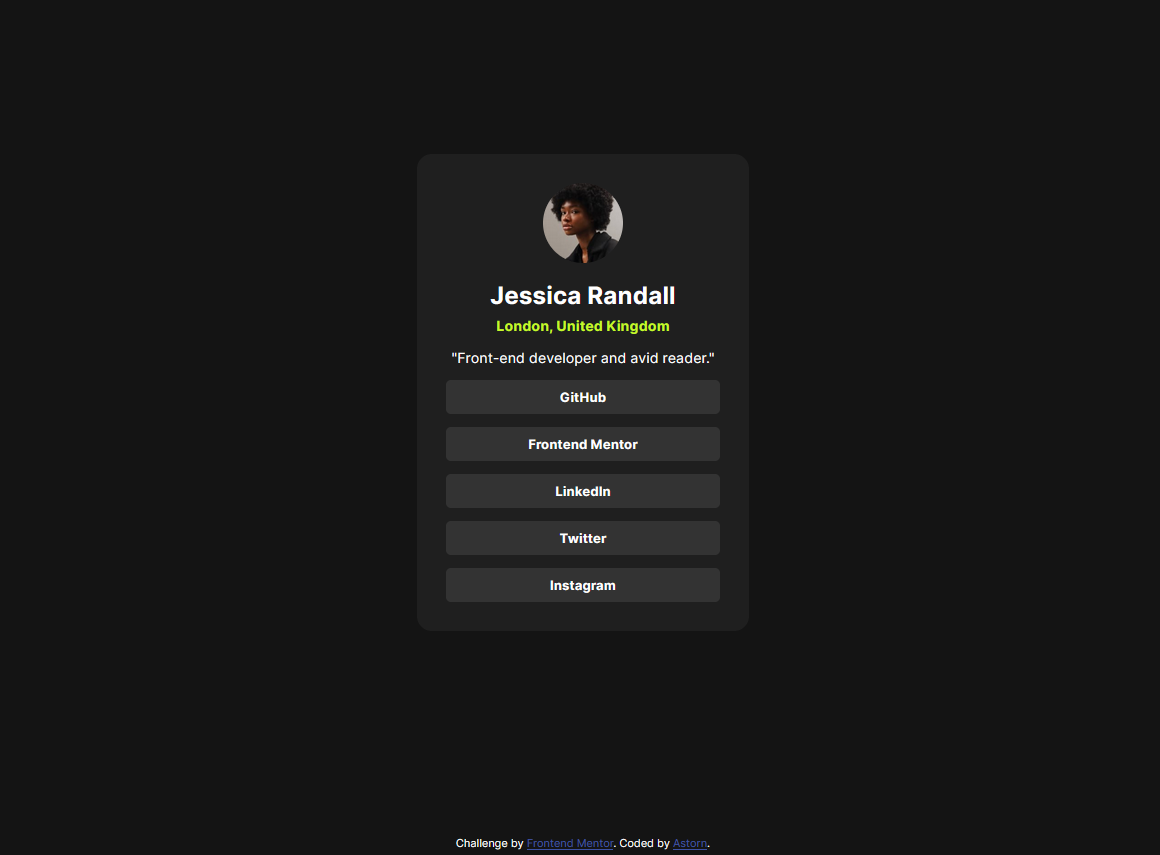 Jessica Randall
London, United Kingdom
"Front-end developer and avid reader."
GitHub
Frontend Mentor
LinkedIn
Twitter
Instagram
Challenge by Frontend Mentor. Coded by Astorn.